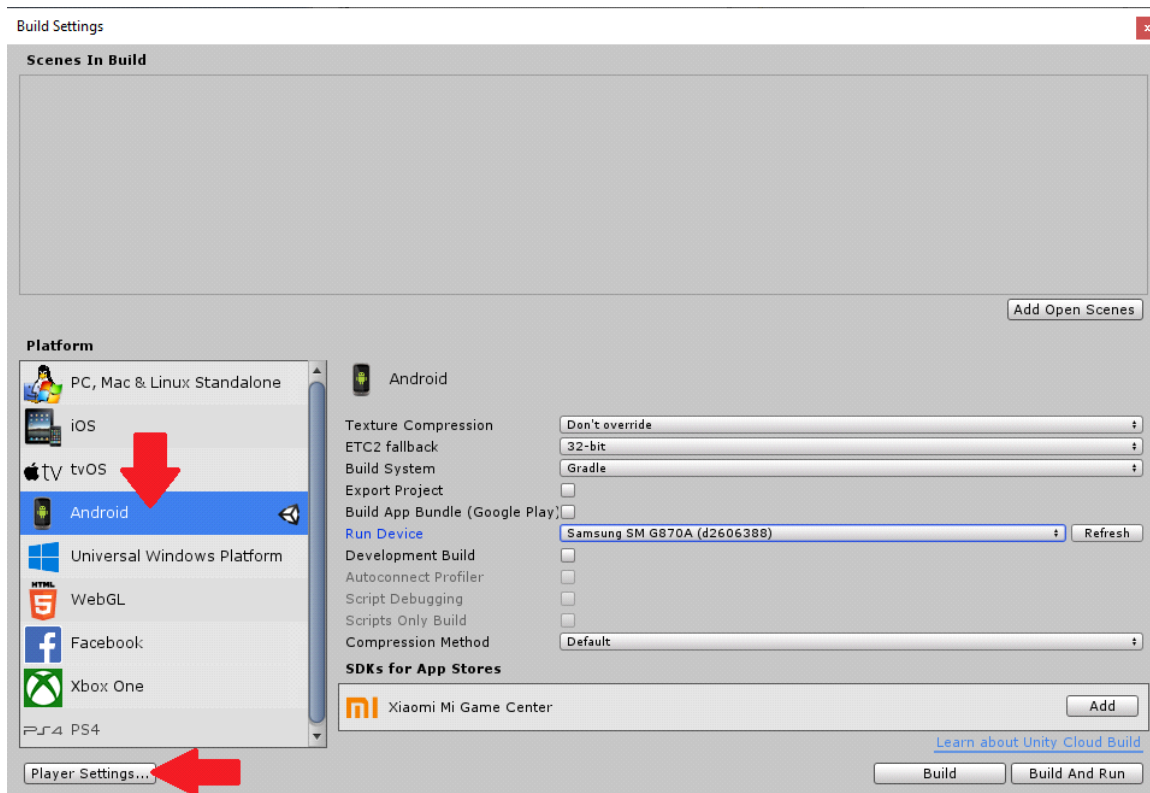 Build Settings
x
Scenes In Build
Add Open Scenes
Platform
PC, Mac & Linux Standalone
iOS
tv tvOS
Android
Universal Windows Platform
HTML 5 WebGL
f Facebook
Xbox One
PS4 PS4
Player Settings...
Android
Texture Compression Don't override
ETC2 fallback 32-bit
Build System Gradle
Export Project
Build App Bundle (Google Play)
Run Device Samsung SM G870A (d2606388) Refresh
Development Build
Autoconnect Profiler
Script Debugging
Scripts Only Build
Compression Method Default
SDKs for App Stores
mi Xiaomi Mi Game Center Add
Learn about Unity Cloud Build
Build Build And Run